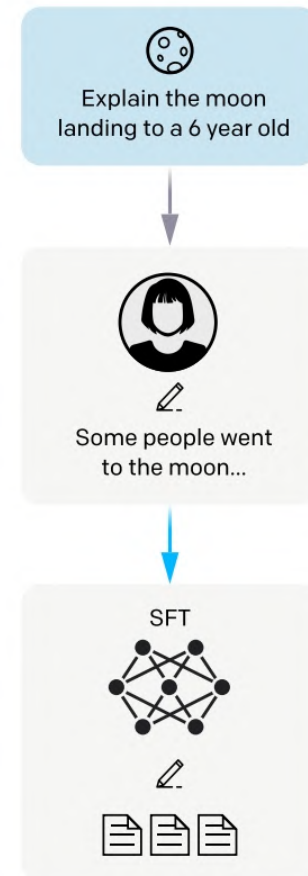 Explain the moon
landing to a 6 year old
Some people went
to the moon...
SFT